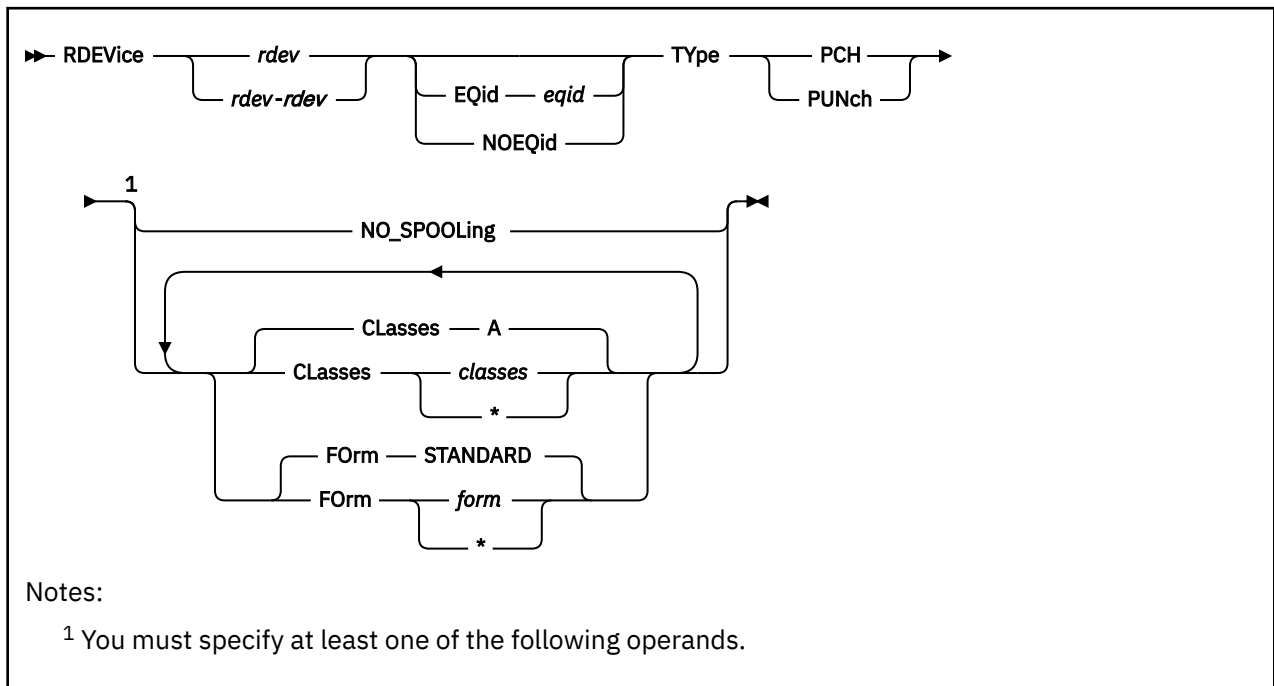 RDEVice rdev TYpe PCH
rdev-rdev EQid eqid PUNch
NOEQid
1
NO_SPOOLing
CLasses A
CLasses classes
*
FOrm STANDARD
FOrm form
*
Notes:
1 You must specify at least one of the following operands.